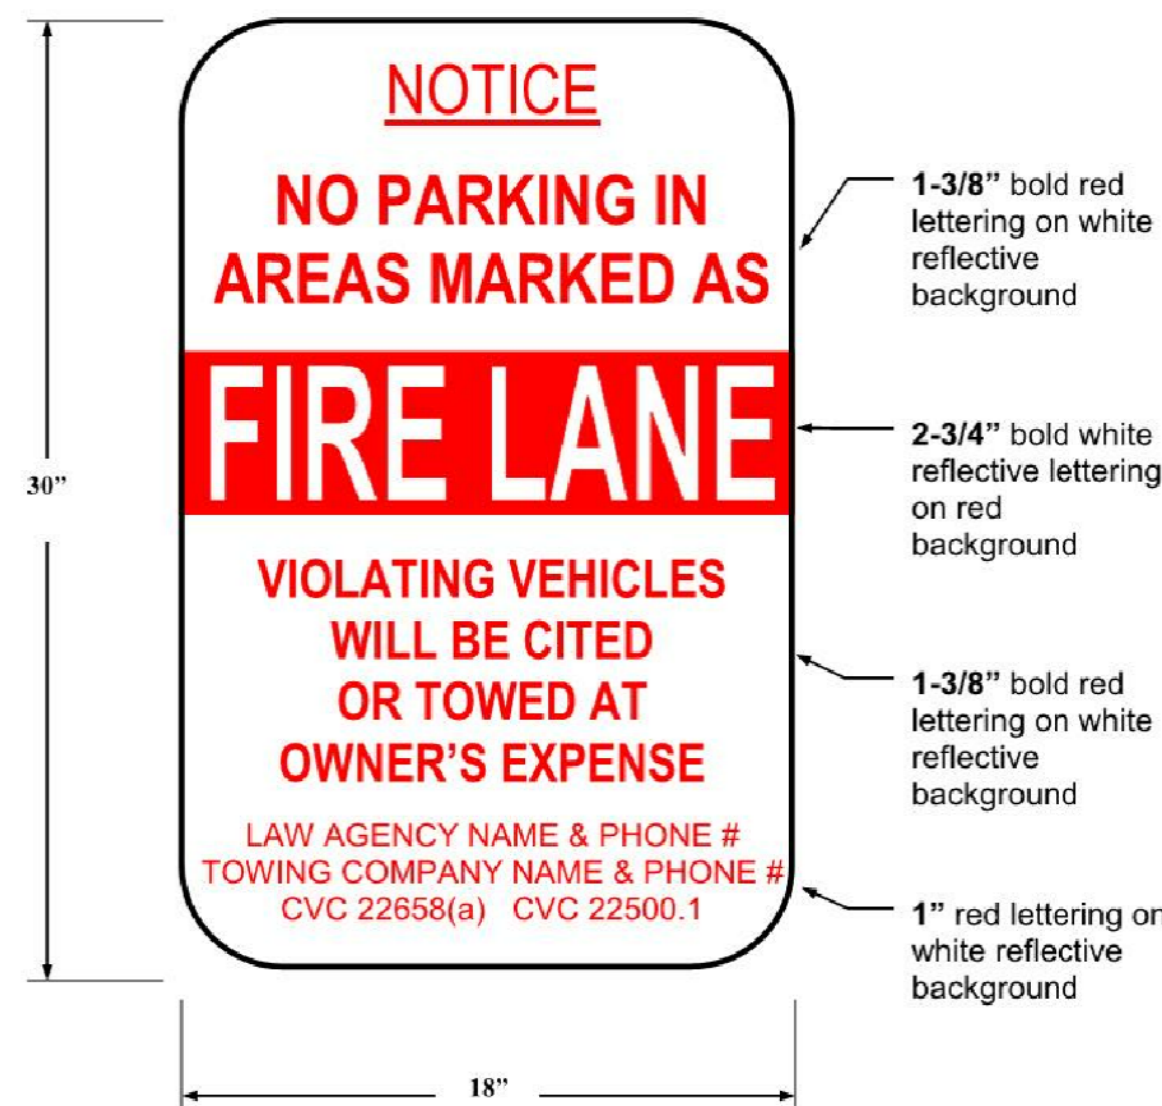 NOTICE
NO PARKING IN
AREAS MARKED AS
FIRE LANE
VIOLATING VEHICLES
WILL BE CITED
OR TOWED AT
OWNER'S EXPENSE
LAW AGENCY NAME & PHONE #
TOWING COMPANY NAME & PHONE #
CVC 22658(a) CVC 22500.1
30”
18”
1-3/8” bold red
lettering on white
reflective
background
2-3/4” bold white
reflective lettering
on red
background
1-3/8” bold red
lettering on white
reflective
background
1” red lettering on
white reflective
background